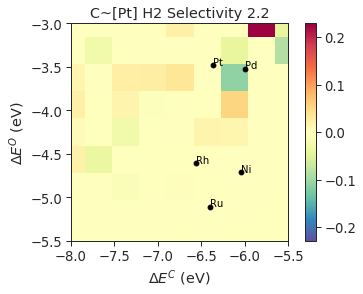 C~[Pt] H2 Selectivity 2.2
−3.0
−3.5
−4.0
−4.5
−5.0
−5.5
ΔE^O (eV)
Pt
Pd
Rh
Ni
Ru
−8.0 −7.5 −7.0 −6.5 −6.0 −5.5
ΔE^C (eV)
0.2
0.1
0.0
−0.1
−0.2